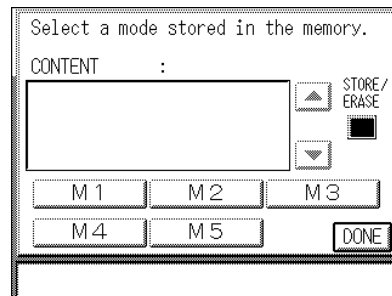 Select a mode stored in the memory.
CONTENT :
STORE/
ERASE
M1 M2 M3
M4 M5 DONE